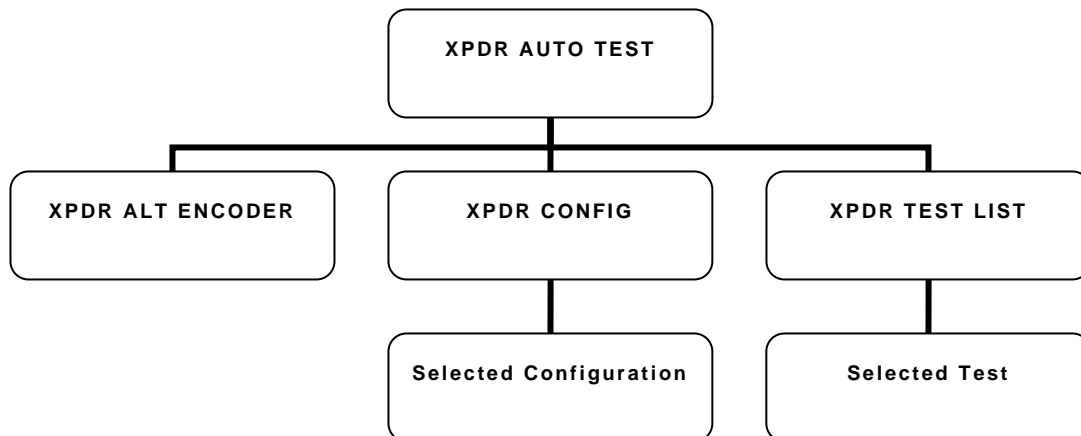 XPDR AUTO TEST
XPDR ALT ENCODER
XPDR CONFIG
XPDR TEST LIST
Selected Configuration
Selected Test